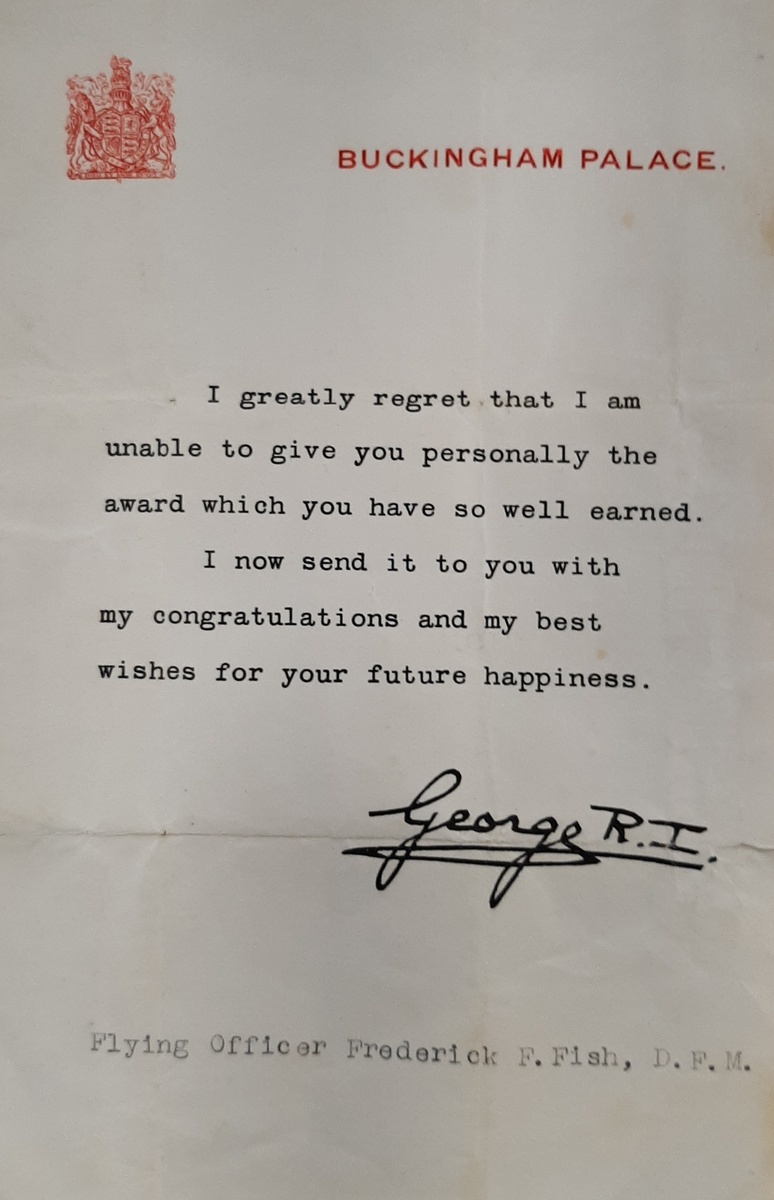 BUCKINGHAM PALACE.
I greatly regret that I am
unable to give you personally the
award which you have so well earned.
I now send it to you with
my congratulations and my best
wishes for your future happiness.
George R.I.
Flying Officer Frederick F. Fish, D.F.M.